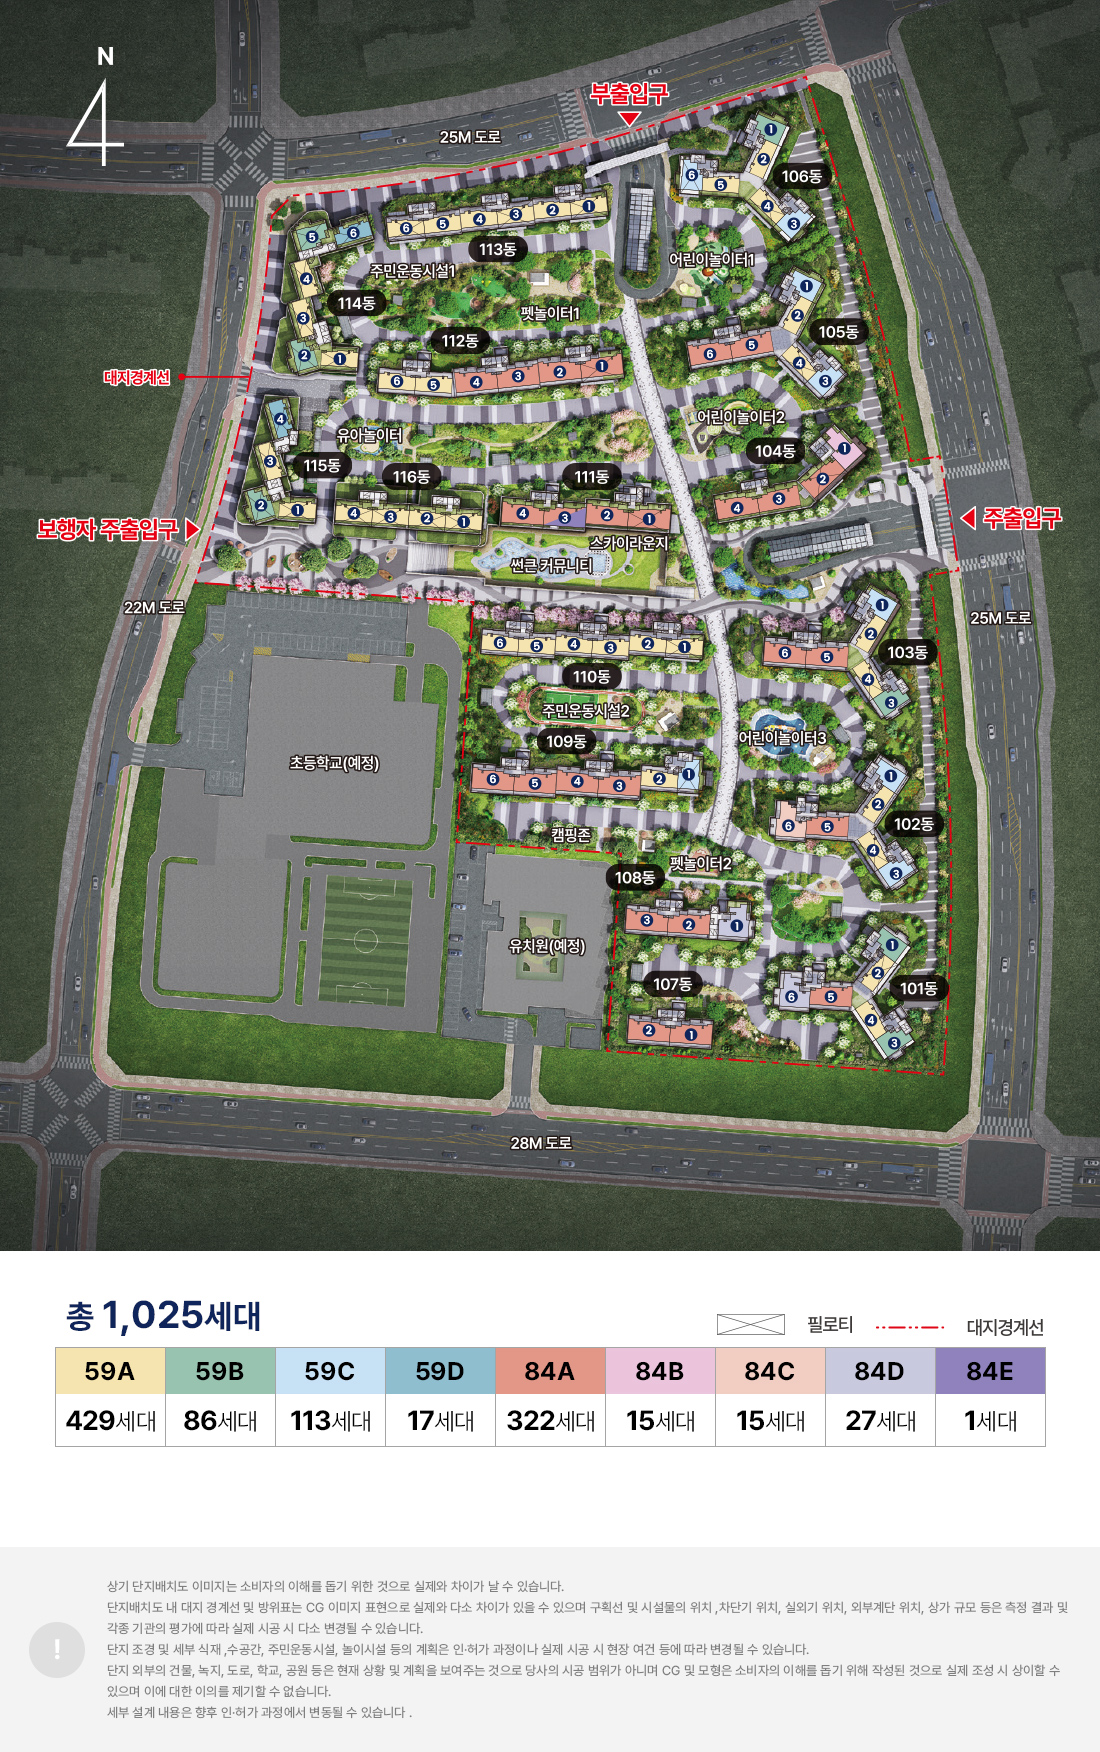 N
부출입구
25M 도로
106동
113동
어린이놀이터1
주민운동시설1
114동
펫놀이터1
105동
112동
대지경계선
어린이놀이터2
유아놀이터
104동
115동
116동
111동
보행자 주출입구
주출입구
스카이라운지
썬큰 커뮤니티
22M 도로
25M 도로
103동
110동
주민운동시설2
109동
어린이놀이터3
초등학교(예정)
102동
캠핑존
펫놀이터2
108동
유치원(예정)
107동
101동
28M 도로
총 1,025세대
필로티 대지경계선
59A 59B 59C 59D 84A 84B 84C 84D 84E
429세대 86세대 113세대 17세대 322세대 15세대 15세대 27세대 1세대
상기 단지배치도 이미지는 소비자의 이해를 돕기 위한 것으로 실제와 차이가 날 수 있습니다.
단지배치도 내 대지 경계선 및 방위표는 CG 이미지 표현으로 실제와 다소 차이가 있을 수 있으며 구획선 및 시설물의 위치 ,차단기 위치, 실외기 위치, 외부계단 위치, 상가 규모 등은 측정 결과 및
각종 기관의 평가에 따라 실제 시공 시 다소 변경될 수 있습니다.
단지 조경 및 세부 식재 ,수공간, 주민운동시설, 놀이시설 등의 계획은 인·허가 과정이나 실제 시공 시 현장 여건 등에 따라 변경될 수 있습니다.
단지 외부의 건물, 녹지, 도로, 학교, 공원 등은 현재 상황 및 계획을 보여주는 것으로 당사의 시공 범위가 아니며 CG 및 모형은 소비자의 이해를 돕기 위해 작성된 것으로 실제 조성 시 상이할 수
있으며 이에 대한 이의를 제기할 수 없습니다.
세부 설계 내용은 향후 인·허가 과정에서 변동될 수 있습니다 .